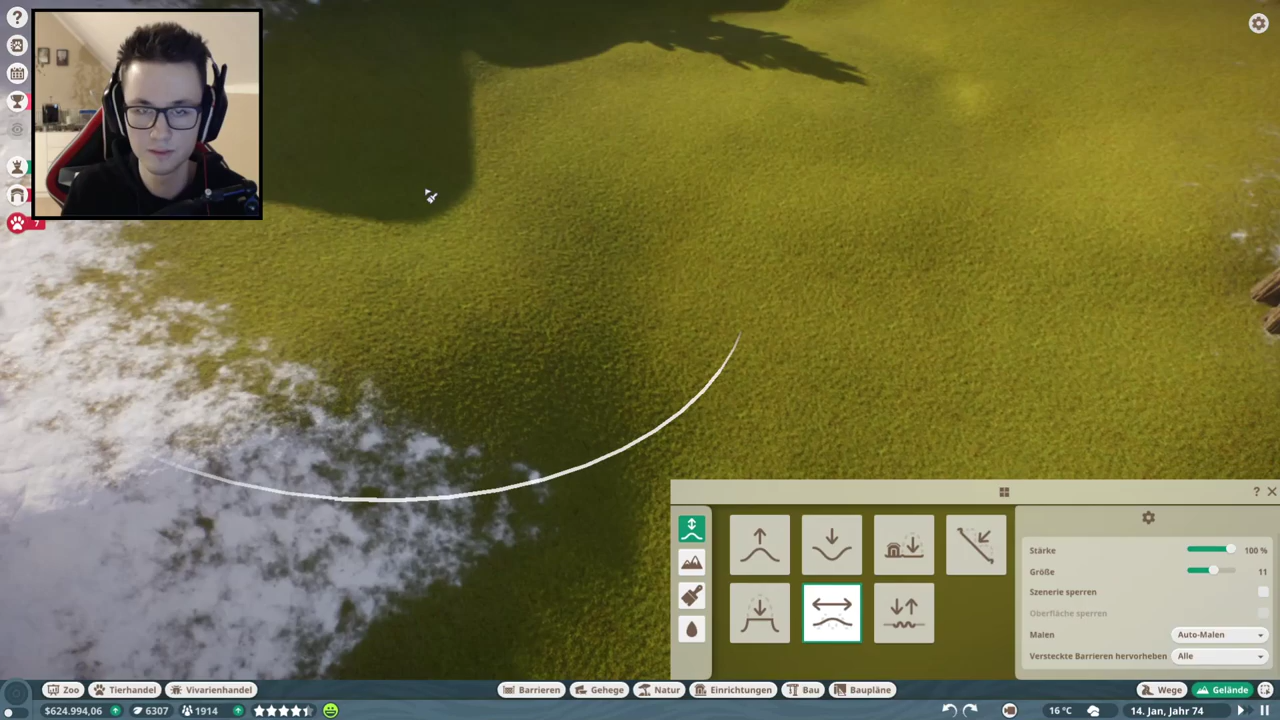 ?
7
? ×
Stärke 100 %
Größe 11
Szenerie sperren
Oberfläche sperren
Malen Auto-Malen
Versteckte Barrieren hervorheben Alle
Zoo Tierhandel Vivarienhandel Barrieren Gehege Natur Einrichtungen Bau Baupläne Wege Gelände
$624.994,06 6307 1914 16 °C 14. Jan, Jahr 74